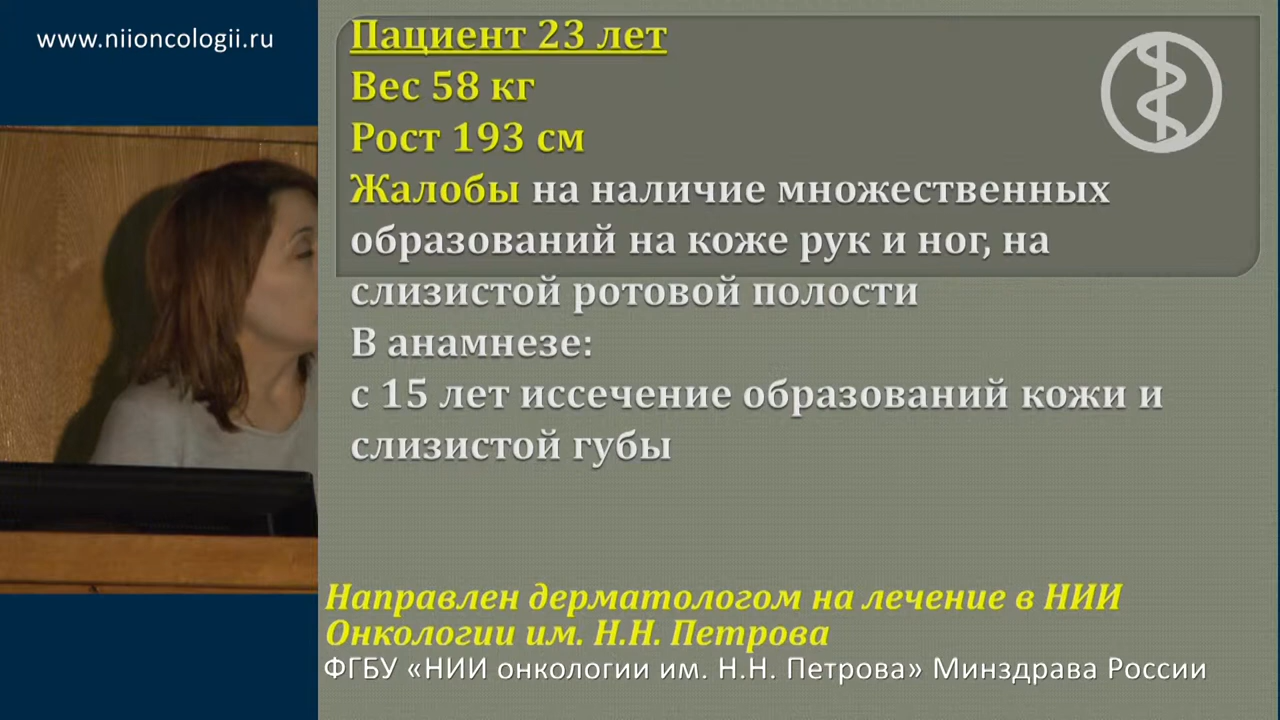 www.niioncologii.ru
Пациент 23 лет
Вес 58 кг
Рост 193 см
Жалобы на наличие множественных
образований на коже рук и ног, на
слизистой ротовой полости
В анамнезе:
с 15 лет иссечение образований кожи и
слизистой губы
Направлен дерматологом на лечение в НИИ
Онкологии им. Н.Н. Петрова
ФГБУ «НИИ онкологии им. Н.Н. Петрова» Минздрава России